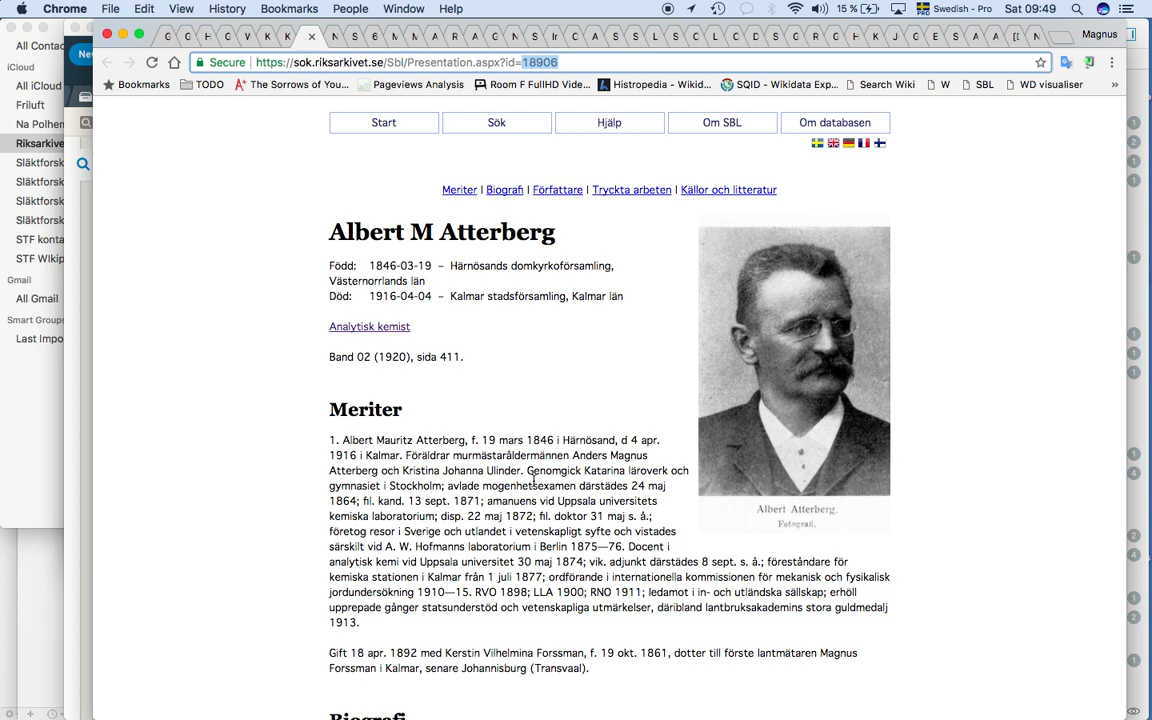 Chrome File Edit View History Bookmarks People Window Help 15 % Swedish - Pro Sat 09:49
Magnus
Secure https://sok.riksarkivet.se/Sbl/Presentation.aspx?id=18906
Bookmarks TODO The Sorrows of You... Pageviews Analysis Room F FullHD Vide... Histropedia - Wikid... SQID - Wikidata Exp... Search Wiki W SBL WD visualiser »
All Contac
iCloud
All iCloud
Friluft
Na Polhem
Riksarkive
Släktforsk
Släktforsk
Släktforsk
Släktforsk
STF konta
STF WIkip
Gmail
All Gmail
Smart Groups
Last Impo
Start Sök Hjälp Om SBL Om databasen
Meriter | Biografi | Författare | Tryckta arbeten | Källor och litteratur
Albert M Atterberg
Född: 1846-03-19 – Härnösands domkyrkoförsamling,
Västernorrlands län
Död: 1916-04-04 – Kalmar stadsförsamling, Kalmar län
Analytisk kemist
Band 02 (1920), sida 411.
Albert Atterberg.
Fotografi.
Meriter
1. Albert Mauritz Atterberg, f. 19 mars 1846 i Härnösand, d 4 apr.
1916 i Kalmar. Föräldrar murmästaråldermännen Anders Magnus
Atterberg och Kristina Johanna Ulinder. Genomgick Katarina läroverk och
gymnasiet i Stockholm; avlade mogenhetsexamen därstädes 24 maj
1864; fil. kand. 13 sept. 1871; amanuens vid Uppsala universitets
kemiska laboratorium; disp. 22 maj 1872; fil. doktor 31 maj s. å.;
företog resor i Sverige och utlandet i vetenskapligt syfte och vistades
särskilt vid A. W. Hofmanns laboratorium i Berlin 1875—76. Docent i
analytisk kemi vid Uppsala universitet 30 maj 1874; vik. adjunkt därstädes 8 sept. s. å.; föreståndare för
kemiska stationen i Kalmar från 1 juli 1877; ordförande i internationella kommissionen för mekanisk och fysikalisk
jordundersökning 1910—15. RVO 1898; LLA 1900; RNO 1911; ledamot i in- och utländska sällskap; erhöll
upprepade gånger statsunderstöd och vetenskapliga utmärkelser, däribland lantbruksakademins stora guldmedalj
1913.
Gift 18 apr. 1892 med Kerstin Vilhelmina Forssman, f. 19 okt. 1861, dotter till förste lantmätaren Magnus
Forssman i Kalmar, senare Johannisburg (Transvaal).
Biografi